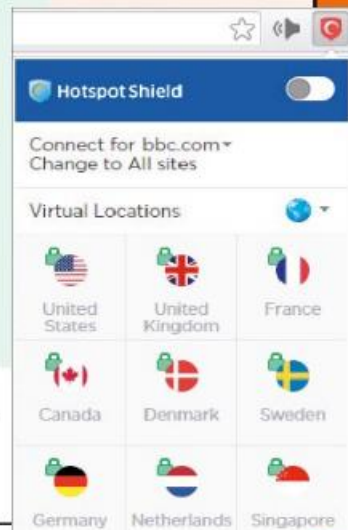 Hotspot Shield
Connect for bbc.com
Change to All sites
Virtual Locations
United States
United Kingdom
France
Canada
Denmark
Sweden
Germany
Netherlands
Singapore